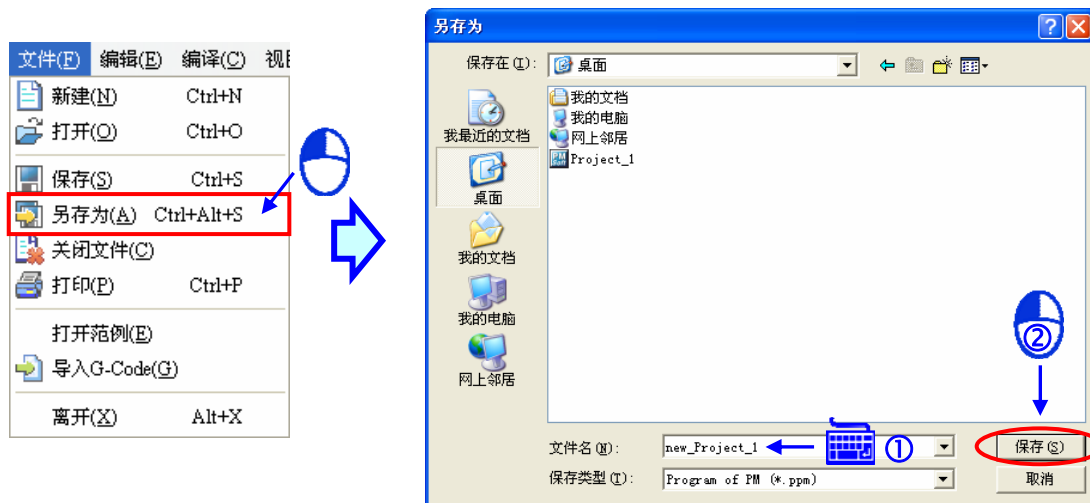 文件(F) 编辑(E) 编译(C) 视
新建(N) Ctrl+N
打开(O) Ctrl+O
保存(S) Ctrl+S
另存为(A) Ctrl+Alt+S
关闭文件(C)
打印(P) Ctrl+P
打开范例(E)
导入G-Code(G)
离开(X) Alt+X
另存为
保存在(I): 桌面
我最近的文档
桌面
我的文档
我的电脑
网上邻居
我的文档
我的电脑
网上邻居
Project_1
②
文件名(N): new_Project_1 ① 保存(S)
保存类型(T): Program of PM (*.ppm) 取消